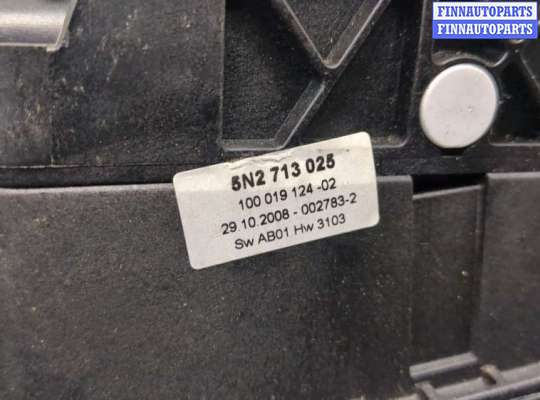 FINNAUTOPARTS
FINNAUTOPARTS
5N2 713 025
100 019 124 -02
29.10.2008 - 002783-2
Sw AB01 Hw 3103